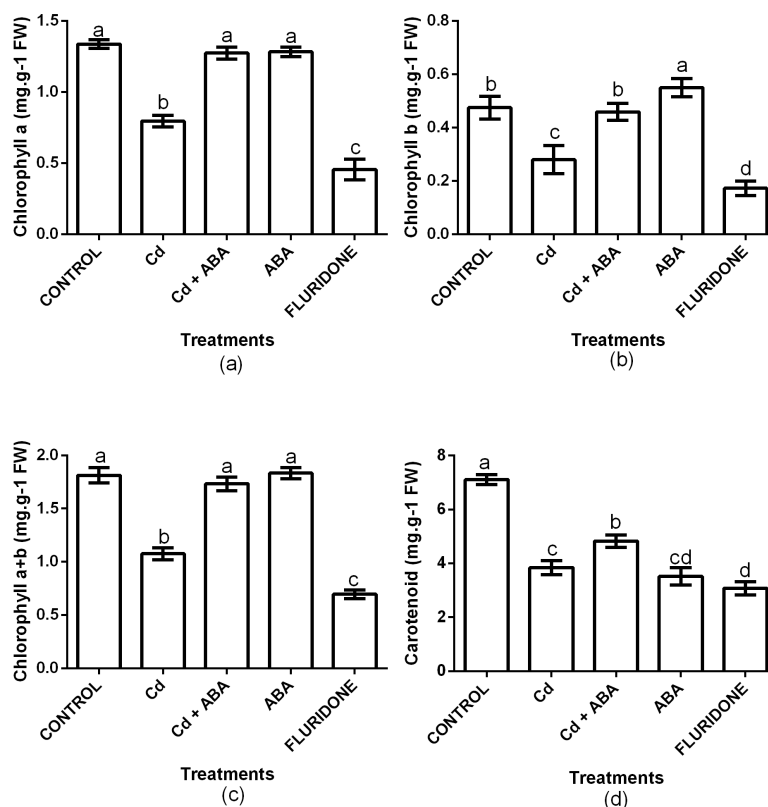 Chlorophyll a (mg.g-1 FW)
1.5
1.0
0.5
0.0
a
b
a
a
c
CONTROL
Cd
Cd + ABA
ABA
FLURIDONE
Treatments
(a)
Chlorophyll b (mg.g-1 FW)
0.8
0.6
0.4
0.2
0.0
b
c
b
a
d
CONTROL
Cd
Cd + ABA
ABA
FLURIDONE
Treatments
(b)
Chlorophyll a+b (mg.g-1 FW)
2.0
1.5
1.0
0.5
0.0
a
b
a
a
c
CONTROL
Cd
Cd + ABA
ABA
FLURIDONE
Treatments
(c)
Carotenoid (mg.g-1 FW)
8
6
4
2
0
a
c
b
cd
d
CONTROL
Cd
Cd + ABA
ABA
FLURIDONE
Treatments
(d)